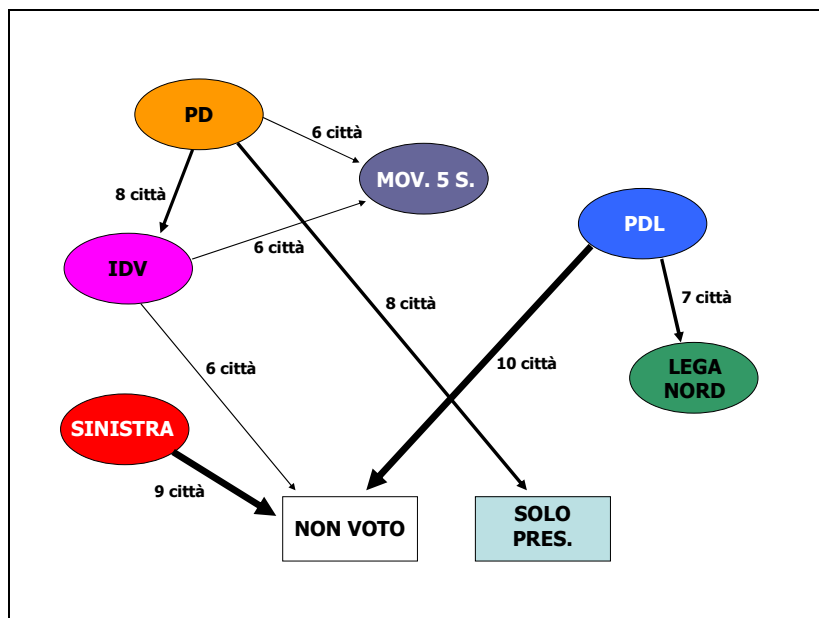 PD
6 città
MOV. 5 S.
8 città
PDL
6 città
IDV
7 città
8 città
10 città
6 città
LEGA
NORD
SINISTRA
9 città
NON VOTO
SOLO
PRES.